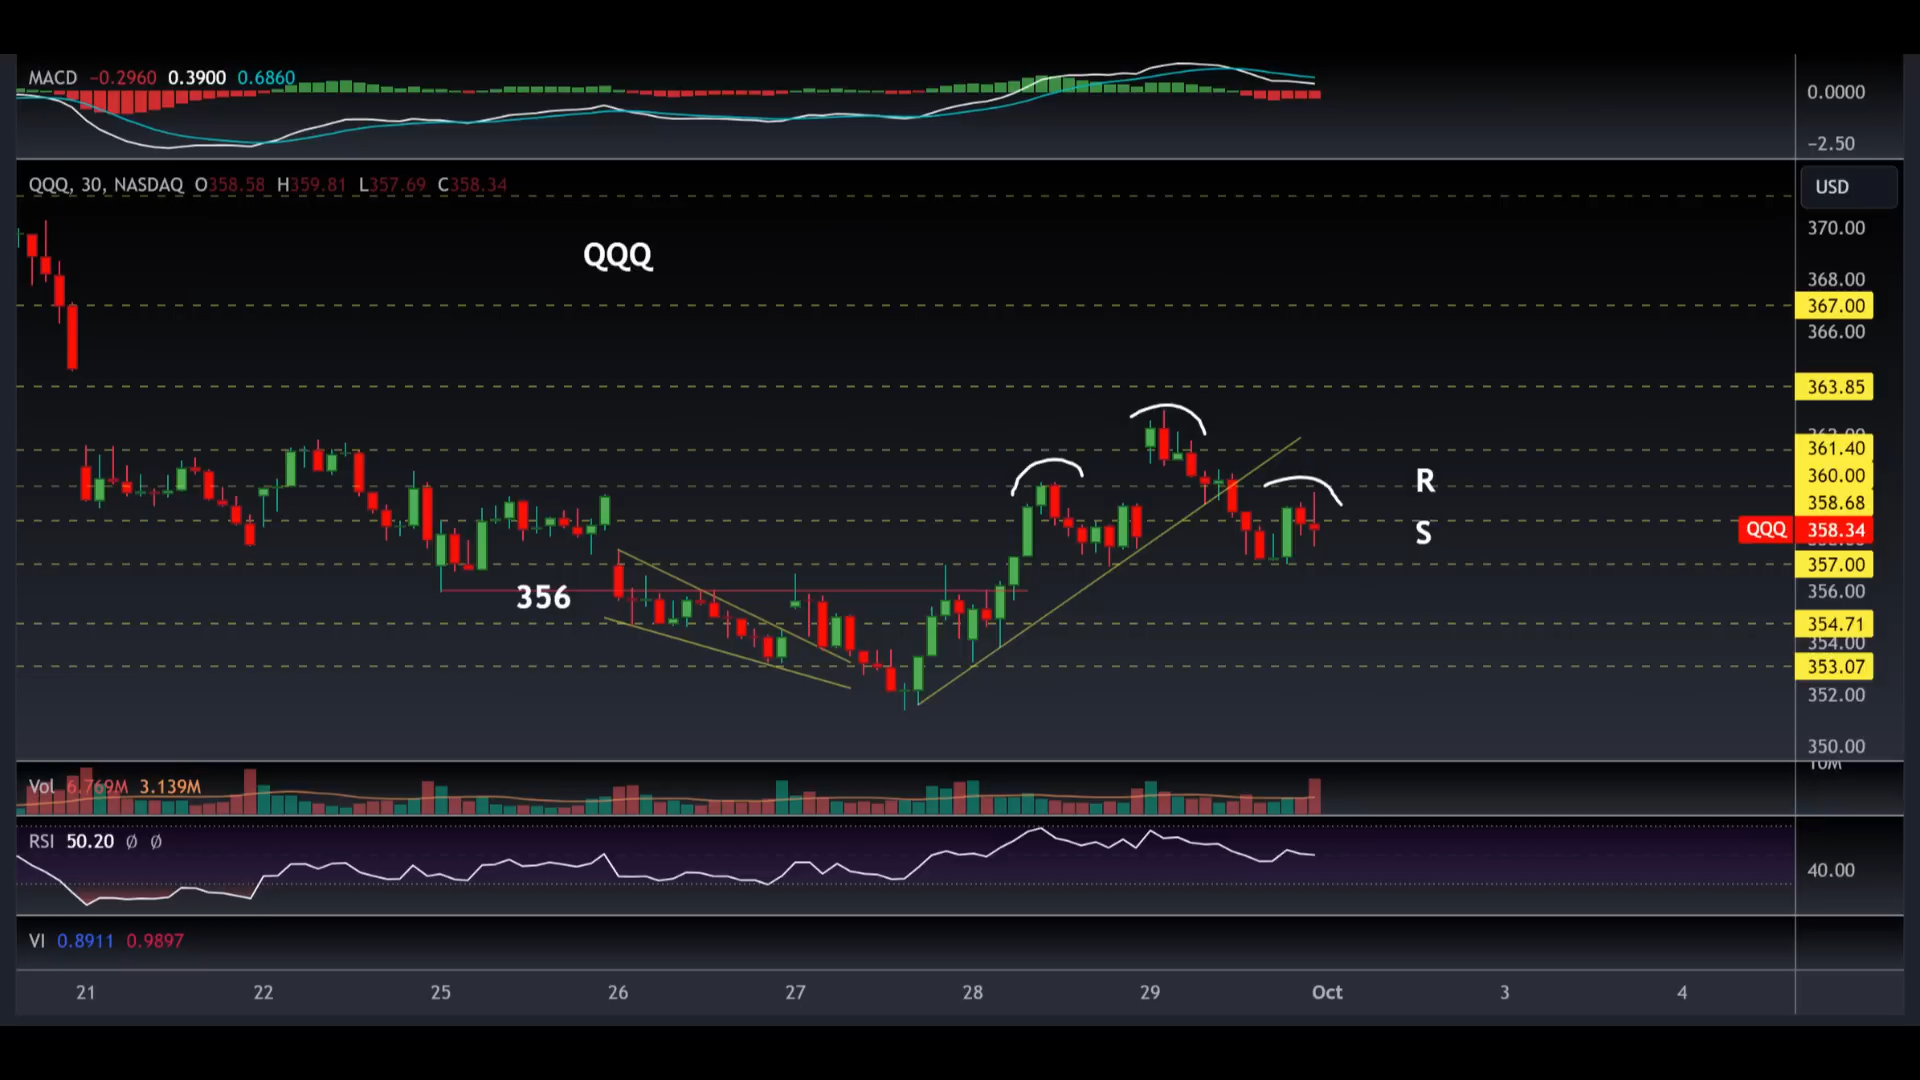 MACD −0.2960 0.3900 0.6860
0.0000
−2.50
QQQ, 30, NASDAQ O358.58 H359.81 L357.69 C358.34
USD
QQQ
370.00
368.00
367.00
366.00
363.85
361.40
360.00
R
358.68
S
QQQ 358.34
357.00
356
356.00
354.71
354.00
353.07
352.00
350.00
10M
Vol 6.769M 3.139M
RSI 50.20 Ø Ø
40.00
VI 0.8911 0.9897
21 22 25 26 27 28 29 Oct 3 4